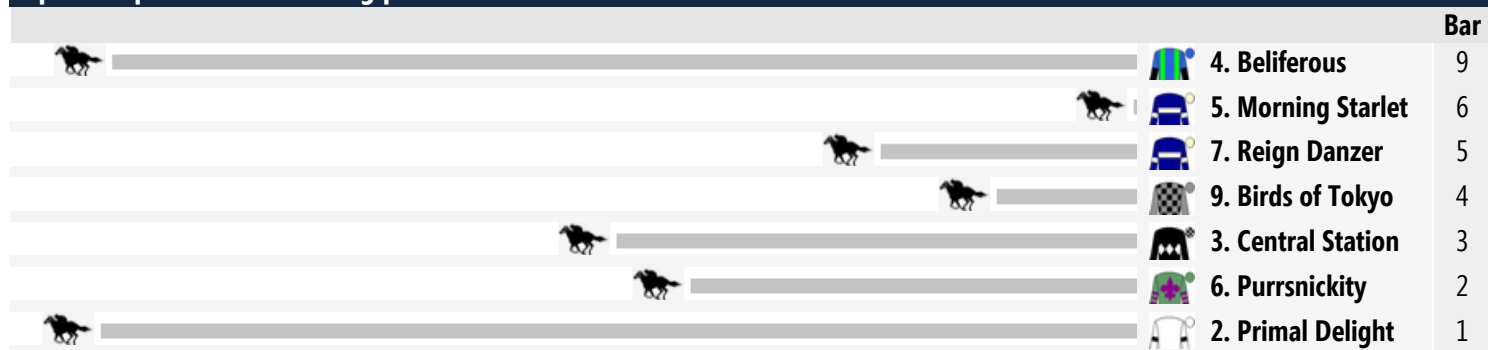 Bar
4. Beliferous 9
5. Morning Starlet 6
7. Reign Danzer 5
9. Birds of Tokyo 4
3. Central Station 3
6. Purrsnickity 2
2. Primal Delight 1